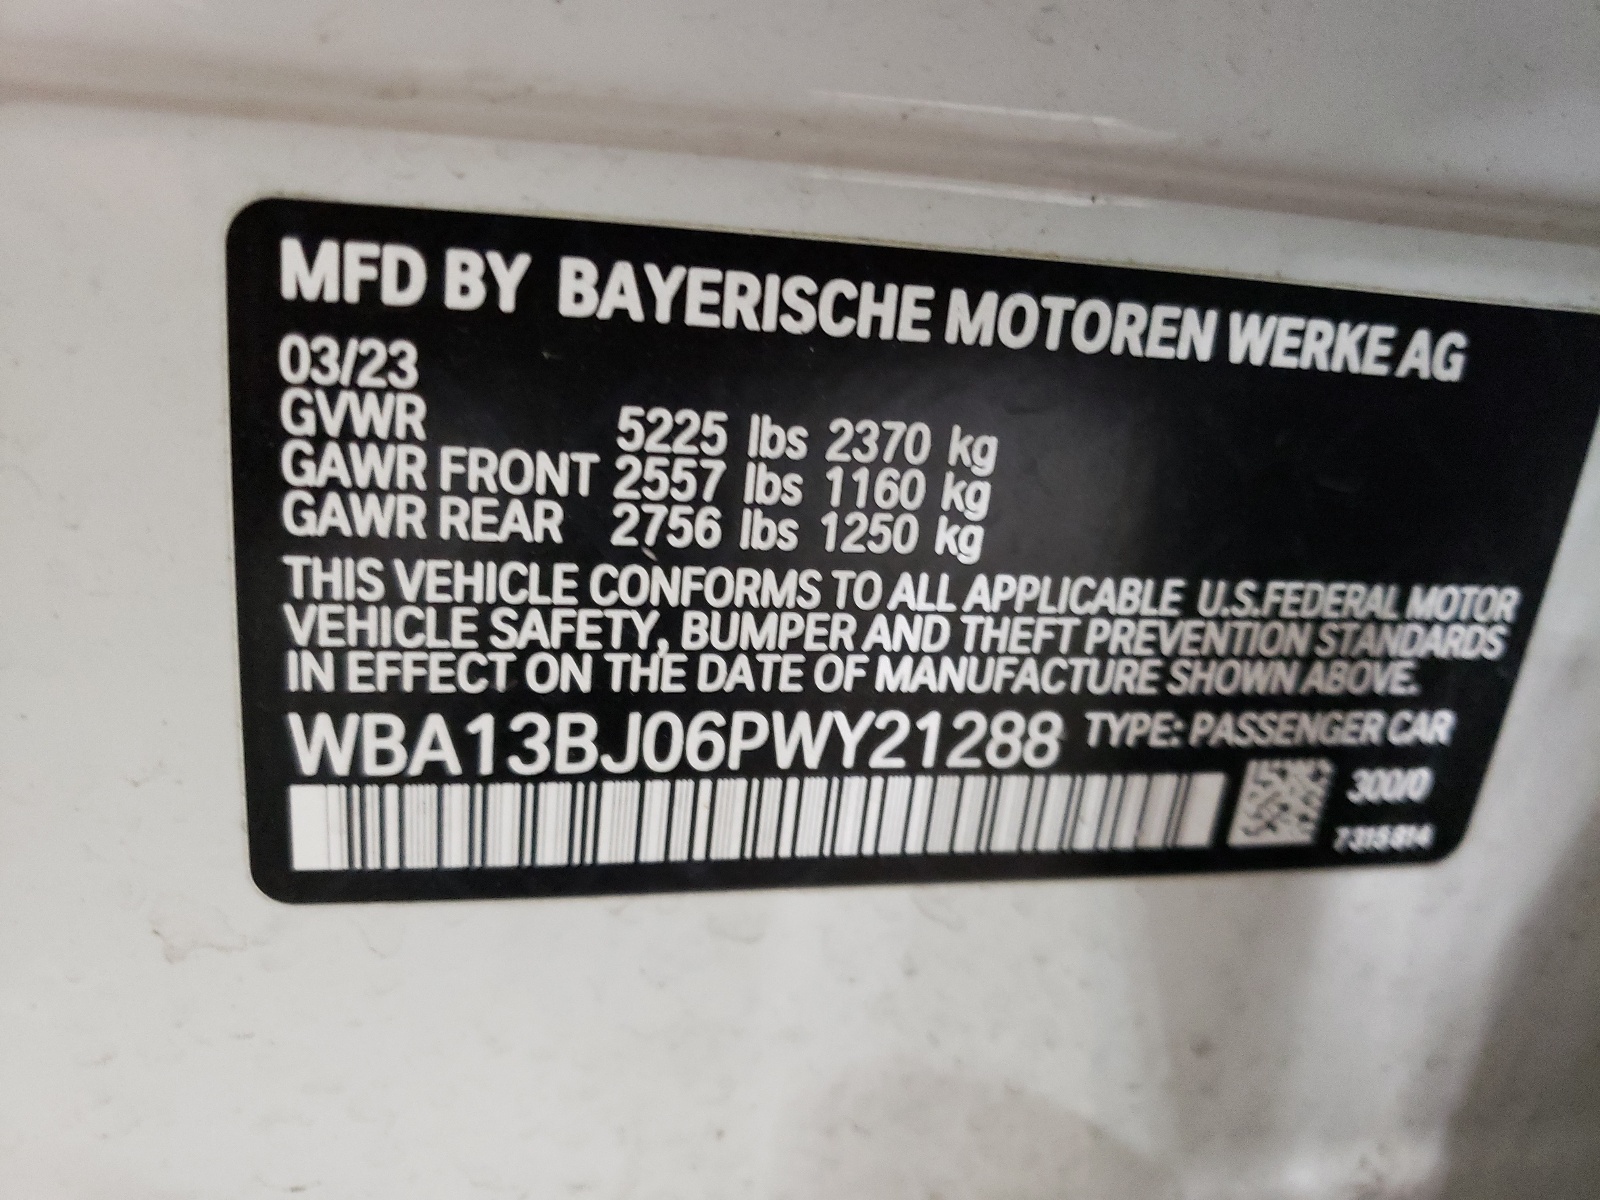 MFD BY BAYERISCHE MOTOREN WERKE AG
03/23
GVWR 5225 lbs 2370 kg
GAWR FRONT 2557 lbs 1160 kg
GAWR REAR 2756 lbs 1250 kg
THIS VEHICLE CONFORMS TO ALL APPLICABLE U.S.FEDERAL MOTOR
VEHICLE SAFETY, BUMPER AND THEFT PREVENTION STANDARDS
IN EFFECT ON THE DATE OF MANUFACTURE SHOWN ABOVE.
WBA13BJ06PWY21288 TYPE: PASSENGER CAR
300/0